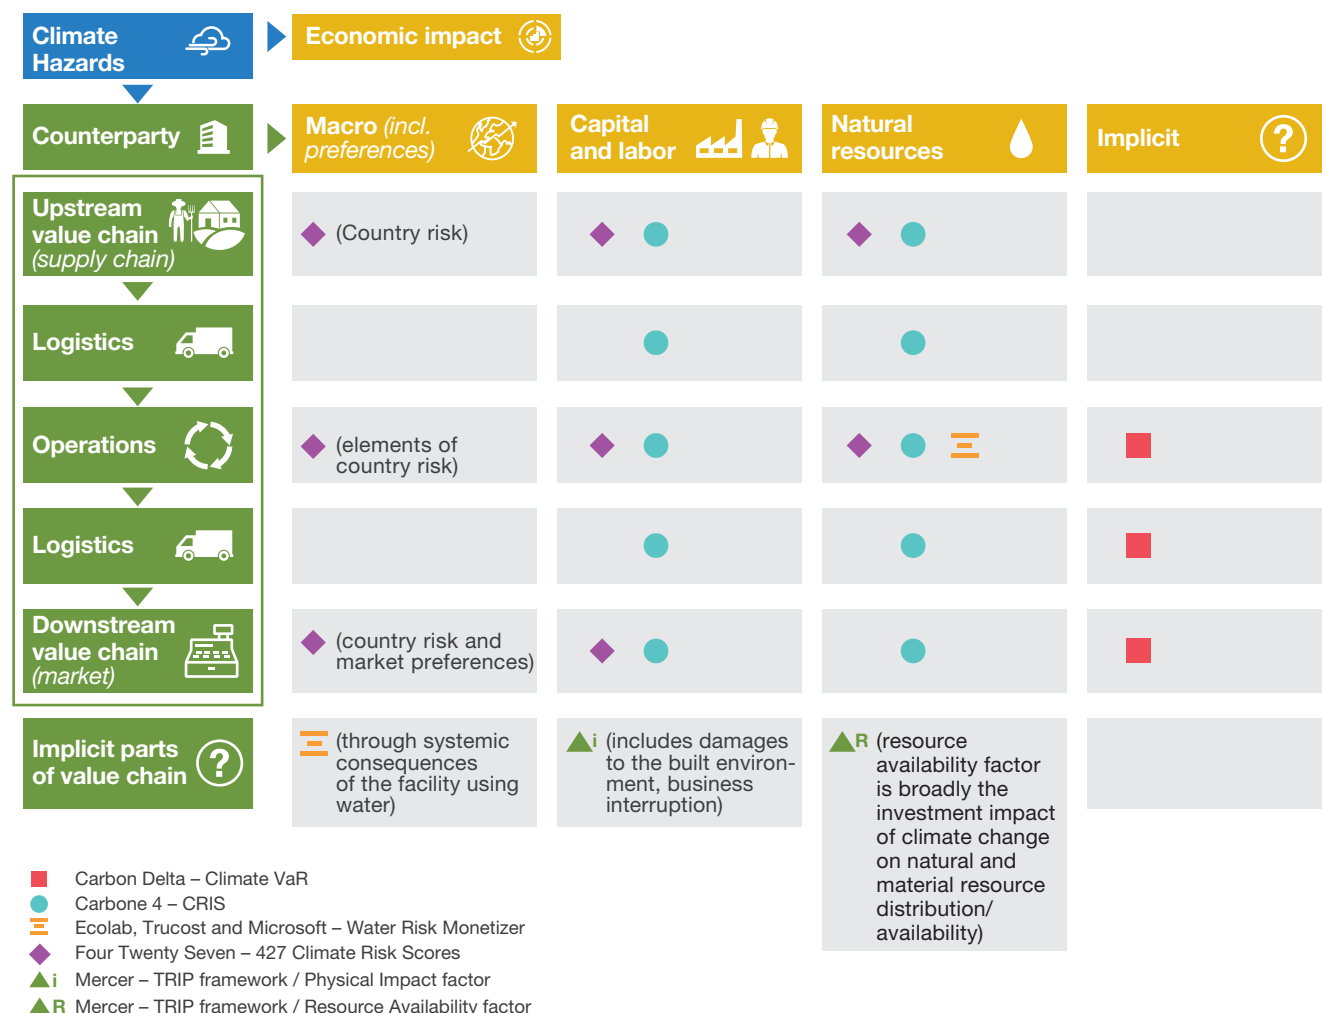 Climate
Hazards
Economic impact
Counterparty
Macro (incl.
preferences)
Capital
and labor
Natural
resources
Implicit
?
Upstream
value chain
(supply chain)
(Country risk)
Logistics
Operations
(elements of
country risk)
Logistics
Downstream
value chain
(market)
(country risk and
market preferences)
Implicit parts
of value chain
?
(through systemic
consequences
of the facility using
water)
i (includes damages
to the built environ-
ment, business
interruption)
R (resource
availability factor
is broadly the
investment impact
of climate change
on natural and
material resource
distribution/
availability)
Carbon Delta – Climate VaR
Carbone 4 – CRIS
Ecolab, Trucost and Microsoft – Water Risk Monetizer
Four Twenty Seven – 427 Climate Risk Scores
i Mercer – TRIP framework / Physical Impact factor
R Mercer – TRIP framework / Resource Availability factor